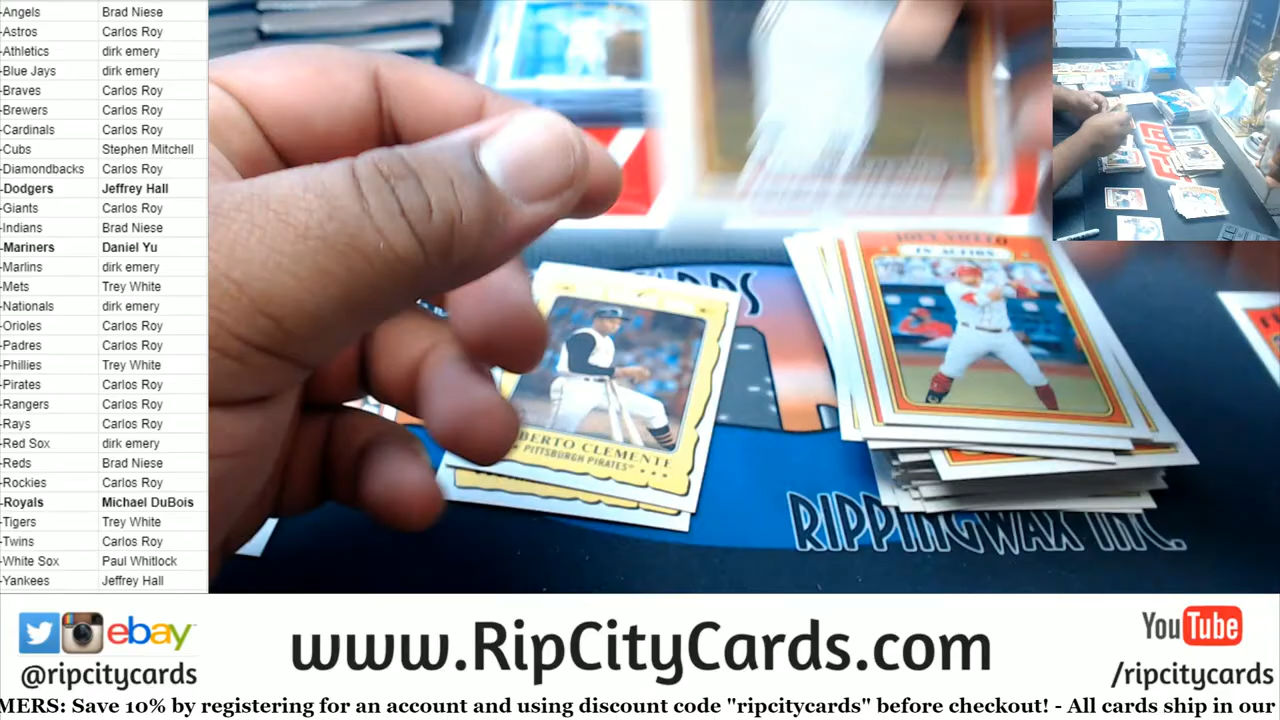 -Angels Brad Niese
-Astros Carlos Roy
-Athletics dirk emery
-Blue Jays dirk emery
-Braves Carlos Roy
-Brewers Carlos Roy
-Cardinals Carlos Roy
-Cubs Stephen Mitchell
-Diamondbacks Carlos Roy
-Dodgers Jeffrey Hall
-Giants Carlos Roy
-Indians Brad Niese
-Mariners Daniel Yu
-Marlins dirk emery
-Mets Trey White
-Nationals dirk emery
-Orioles Carlos Roy
-Padres Carlos Roy
-Phillies Trey White
-Pirates Carlos Roy
-Rangers Carlos Roy
-Rays Carlos Roy
-Red Sox dirk emery
-Reds Brad Niese
-Rockies Carlos Roy
-Royals Michael DuBois
-Tigers Trey White
-Twins Carlos Roy
-White Sox Paul Whitlock
-Yankees Jeffrey Hall
JOEY VOTTO
IN ACTION
BERTO CLEMENTE
PITTSBURGH PIRATES
RDS
RIPPINGWAX INC.
ebay
@ripcitycards
www.RipCityCards.com
YouTube
/ripcitycards
MERS: Save 10% by registering for an account and using discount code "ripcitycards" before checkout! - All cards ship in our